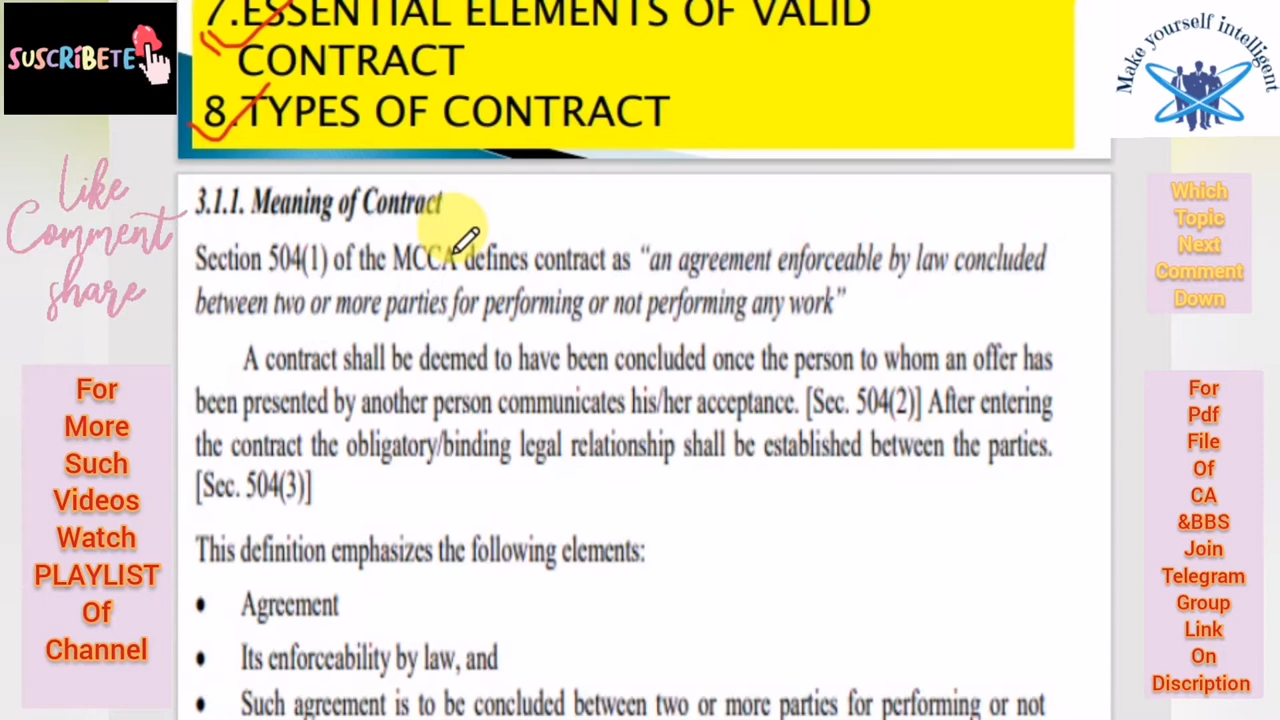 7.ESSENTIAL ELEMENTS OF VALID
CONTRACT
8.TYPES OF CONTRACT
SUSCRÍBETE
Make yourself intelligent
like
Comment
share
For
More
Such
Videos
Watch
PLAYLIST
Of
Channel
3.1.1. Meaning of Contract
Section 504(1) of the MCCA defines contract as “an agreement enforceable by law concluded
between two or more parties for performing or not performing any work”
A contract shall be deemed to have been concluded once the person to whom an offer has
been presented by another person communicates his/her acceptance. [Sec. 504(2)] After entering
the contract the obligatory/binding legal relationship shall be established between the parties.
[Sec. 504(3)]
This definition emphasizes the following elements:
• Agreement
• Its enforceability by law, and
• Such agreement is to be concluded between two or more parties for performing or not
Which
Topic
Next
Comment
Down
For
Pdf
File
Of
CA
&BBS
Join
Telegram
Group
Link
On
Discription